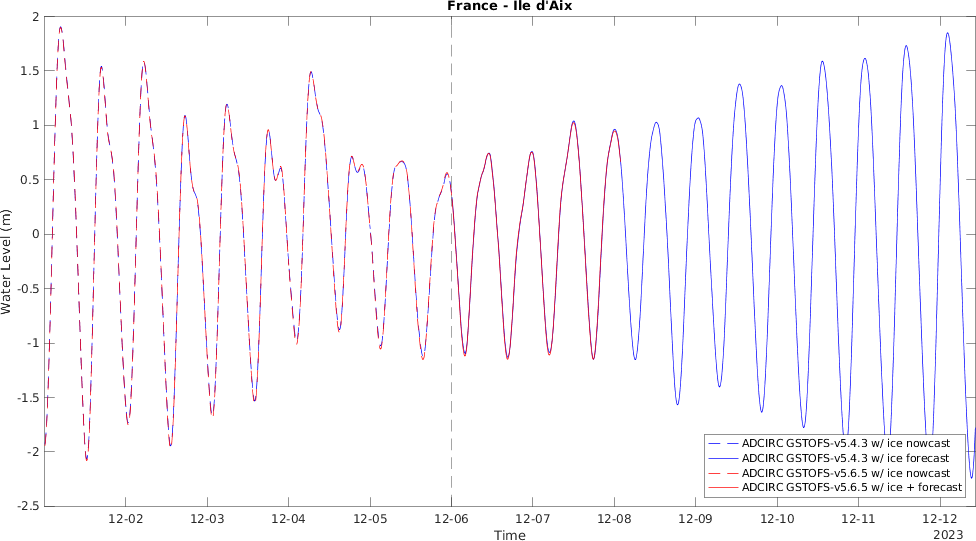 France - Ile d'Aix
2
1.5
1
0.5
0
-0.5
-1
-1.5
-2
-2.5
Water Level (m)
ADCIRC GSTOFS-v5.4.3 w/ ice nowcast
ADCIRC GSTOFS-v5.4.3 w/ ice forecast
ADCIRC GSTOFS-v5.6.5 w/ ice nowcast
ADCIRC GSTOFS-v5.6.5 w/ ice + forecast
12-02 12-03 12-04 12-05 12-06 12-07 12-08 12-09 12-10 12-11 12-12
Time
2023